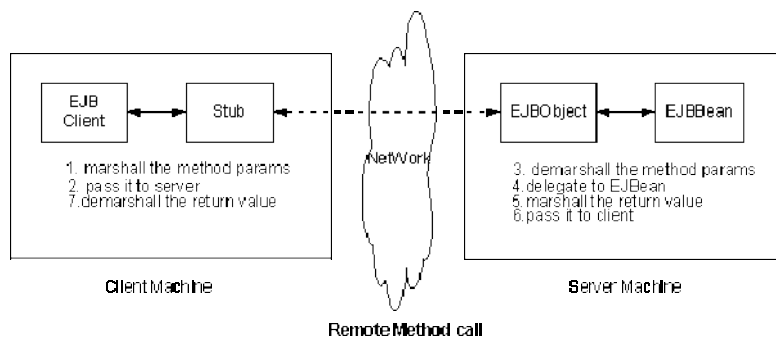 EJB
Client
Stub
1. marshall the method params
2. pass it to server
7. demarshall the return value
Client Machine
NetWork
EJBObject
EJBBean
3. demarshall the method params
4. delegate to EJBean
5. marshall the return value
6. pass it to client
Server Machine
Remote Method call